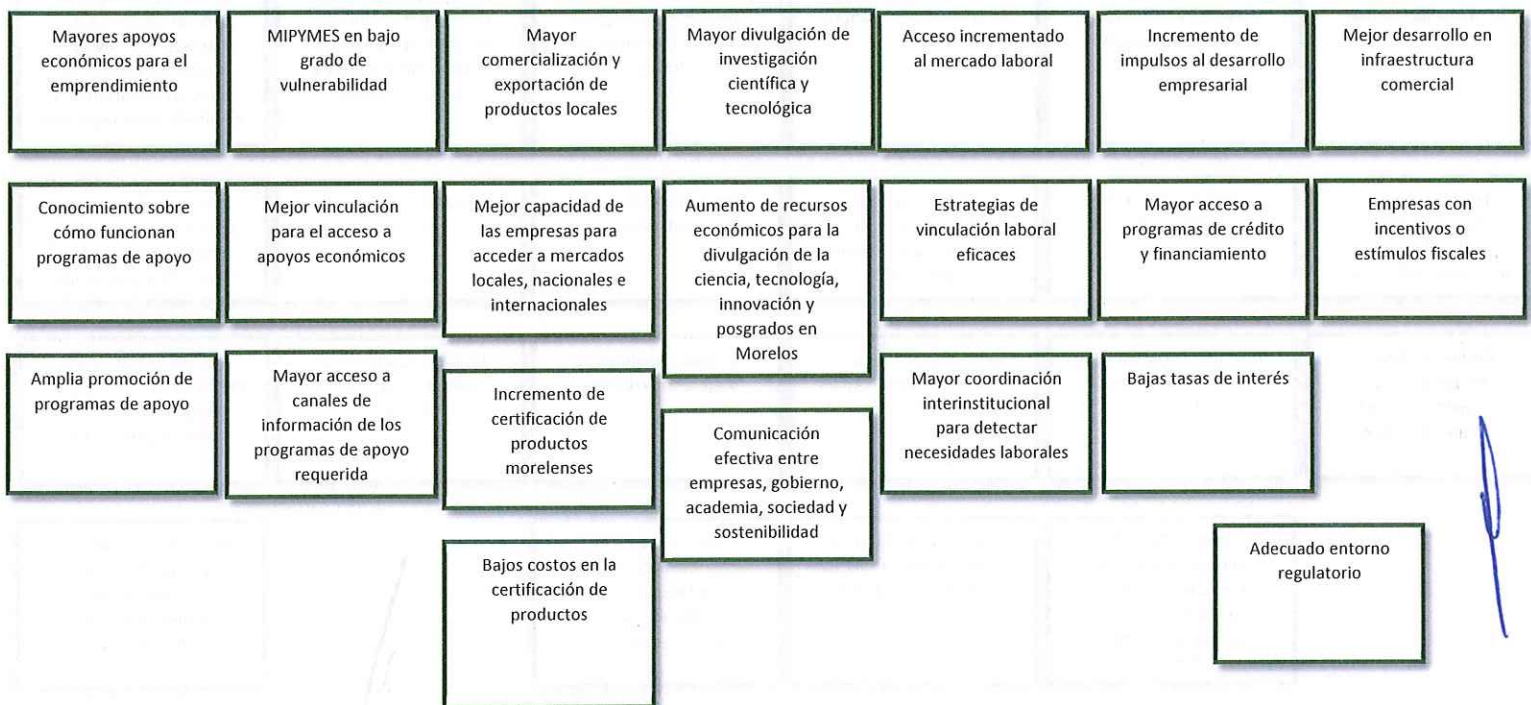 Mayores apoyos
económicos para el
emprendimiento
MIPYMES en bajo
grado de
vulnerabilidad
Mayor
comercialización y
exportación de
productos locales
Mayor divulgación de
investigación
científica y
tecnológica
Acceso incrementado
al mercado laboral
Incremento de
impulsos al desarrollo
empresarial
Mejor desarrollo en
infraestructura
comercial
Conocimiento sobre
cómo funcionan
programas de apoyo
Mejor vinculación
para el acceso a
apoyos económicos
Mejor capacidad de
las empresas para
acceder a mercados
locales, nacionales e
internacionales
Aumento de recursos
económicos para la
divulgación de la
ciencia, tecnología,
innovación y
posgrados en
Morelos
Estrategias de
vinculación laboral
eficaces
Mayor acceso a
programas de crédito
y financiamiento
Empresas con
incentivos o
estímulos fiscales
Amplia promoción de
programas de apoyo
Mayor acceso a
canales de
información de los
programas de apoyo
requerida
Incremento de
certificación de
productos
morelenses
Comunicación
efectiva entre
empresas, gobierno,
academia, sociedad y
sostenibilidad
Mayor coordinación
interinstitucional
para detectar
necesidades laborales
Bajas tasas de interés
Bajos costos en la
certificación de
productos
Adecuado entorno
regulatorio